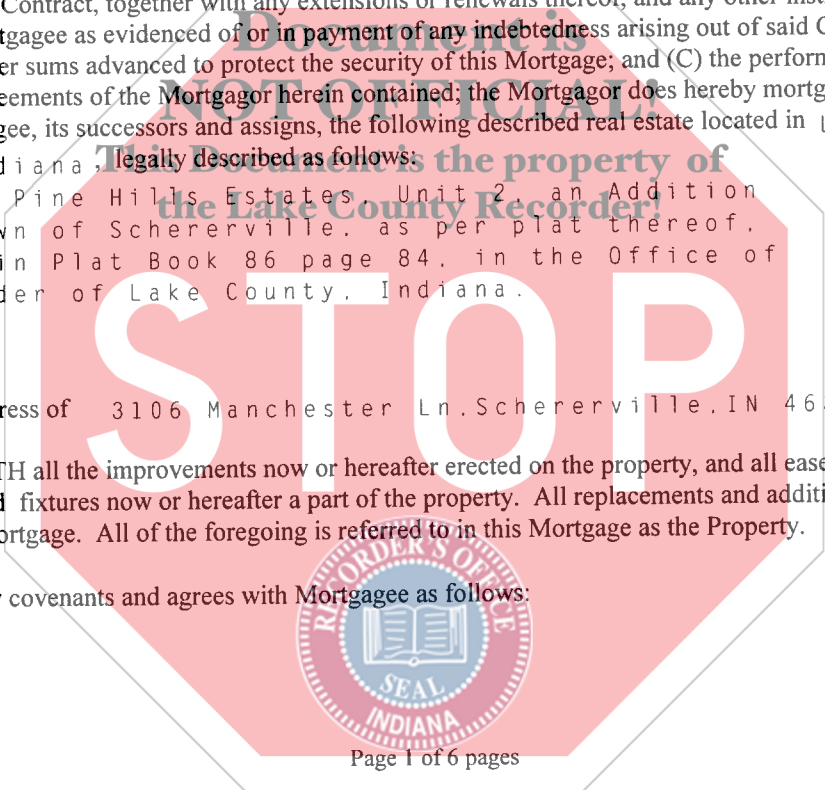 Contract, together with any extensions or renewals thereof, and any other inst
tgagee as evidenced of or in payment of any indebtedness arising out of said C
er sums advanced to protect the security of this Mortgage; and (C) the perform
eements of the Mortgagor herein contained; the Mortgagor does hereby mortg
gee, its successors and assigns, the following described real estate located in
diana, legally described as follows:
Pine Hills Estates, Unit 2, an Addition
wn of Schererville, as per plat thereof,
in Plat Book 86 page 84, in the Office of
der of Lake County, Indiana.
ress of 3106 Manchester Ln.Schererville,IN 46
TH all the improvements now or hereafter erected on the property, and all ease
d fixtures now or hereafter a part of the property. All replacements and additi
ortgage. All of the foregoing is referred to in this Mortgage as the Property.
covenants and agrees with Mortgagee as follows:
Page 1 of 6 pages
Document is
NOT OFFICIAL!
This Document is the property of
the Lake County Recorder!
STOP
RECORDER'S OFFICE
SEAL
INDIANA